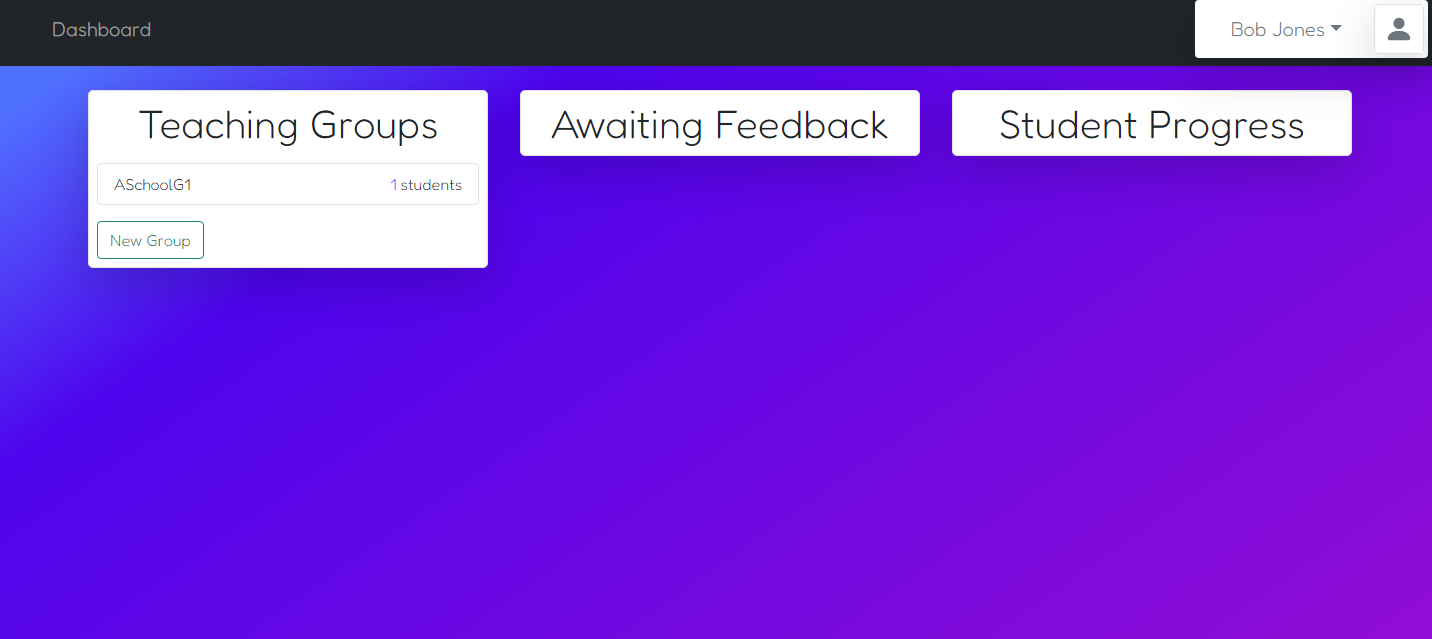 Dashboard
Bob Jones
Teaching Groups
ASchoolG1 1 students
New Group
Awaiting Feedback
Student Progress